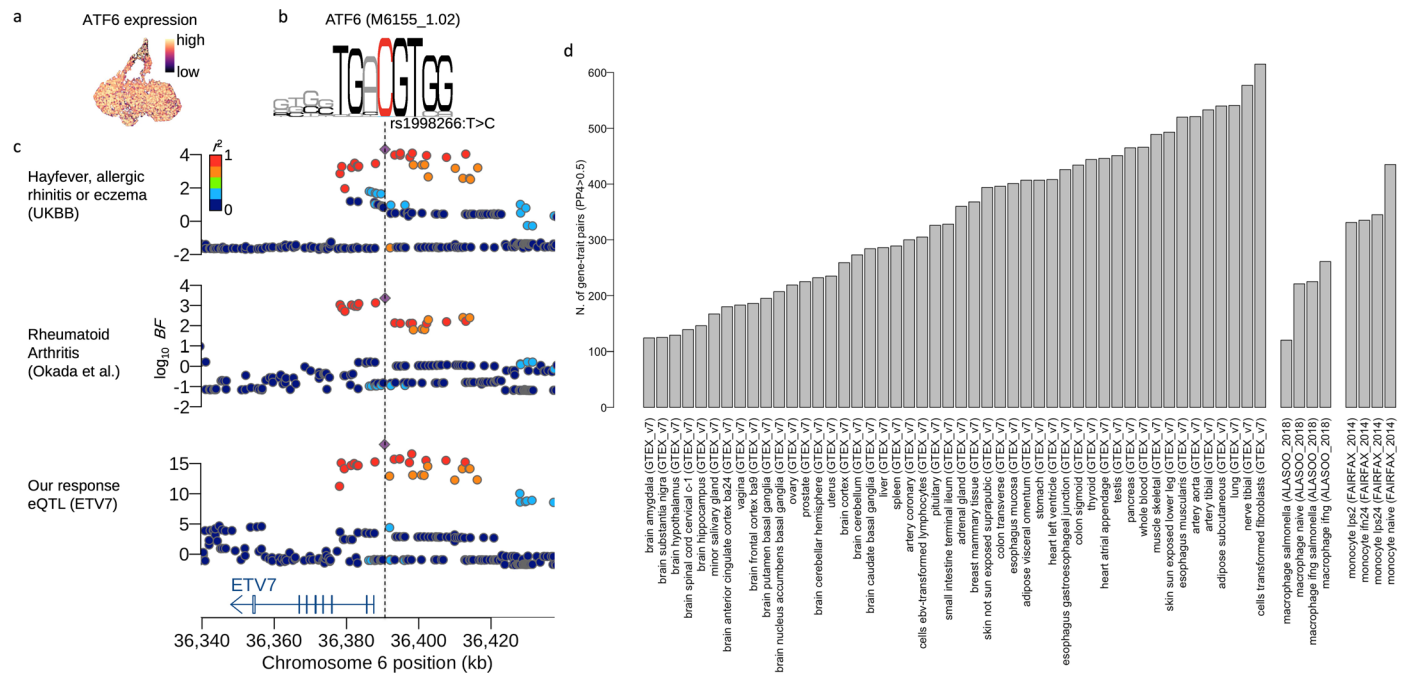 a
ATF6 expression
high
low
b
ATF6 (M6155_1.02)
TGACGTGG
rs1998266:T>C
c
r²
1
0
Hayfever, allergic
rhinitis or eczema
(UKBB)
4
2
0
-2
Rheumatoid
Arthritis
(Okada et al.)
log10 BF
4
3
2
1
0
-1
-2
Our response
eQTL (ETV7)
15
10
5
0
ETV7
36,340
36,360
36,380
36,400
36,420
Chromosome 6 position (kb)
d
N. of gene-trait pairs (PP4>0.5)
600
500
400
300
200
100
0
brain amygdala (GTEX_v7)
brain substantia nigra (GTEX_v7)
brain hypothalamus (GTEX_v7)
brain spinal cord cervical c-1 (GTEX_v7)
brain hippocampus (GTEX_v7)
minor salivary gland (GTEX_v7)
brain anterior cingulate cortex ba24 (GTEX_v7)
vagina (GTEX_v7)
brain frontal cortex ba9 (GTEX_v7)
brain putamen basal ganglia (GTEX_v7)
brain nucleus accumbens basal ganglia (GTEX_v7)
ovary (GTEX_v7)
prostate (GTEX_v7)
brain cerebellar hemisphere (GTEX_v7)
uterus (GTEX_v7)
brain cortex (GTEX_v7)
brain cerebellum (GTEX_v7)
brain caudate basal ganglia (GTEX_v7)
liver (GTEX_v7)
spleen (GTEX_v7)
artery coronary (GTEX_v7)
cells ebv-transformed lymphocytes (GTEX_v7)
pituitary (GTEX_v7)
small intestine terminal ileum (GTEX_v7)
adrenal gland (GTEX_v7)
breast mammary tissue (GTEX_v7)
skin not sun exposed suprapubic (GTEX_v7)
colon transverse (GTEX_v7)
esophagus mucosa (GTEX_v7)
adipose visceral omentum (GTEX_v7)
stomach (GTEX_v7)
heart left ventricle (GTEX_v7)
esophagus gastroesophageal junction (GTEX_v7)
colon sigmoid (GTEX_v7)
thyroid (GTEX_v7)
heart atrial appendage (GTEX_v7)
testis (GTEX_v7)
pancreas (GTEX_v7)
whole blood (GTEX_v7)
muscle skeletal (GTEX_v7)
skin sun exposed lower leg (GTEX_v7)
esophagus muscularis (GTEX_v7)
artery aorta (GTEX_v7)
artery tibial (GTEX_v7)
adipose subcutaneous (GTEX_v7)
lung (GTEX_v7)
nerve tibial (GTEX_v7)
cells transformed fibroblasts (GTEX_v7)
macrophage salmonella (ALASOO_2018)
macrophage naive (ALASOO_2018)
macrophage ifng salmonella (ALASOO_2018)
macrophage ifng (ALASOO_2018)
monocyte lps2 (FAIRFAX_2014)
monocyte ifn24 (FAIRFAX_2014)
monocyte lps24 (FAIRFAX_2014)
monocyte naive (FAIRFAX_2014)